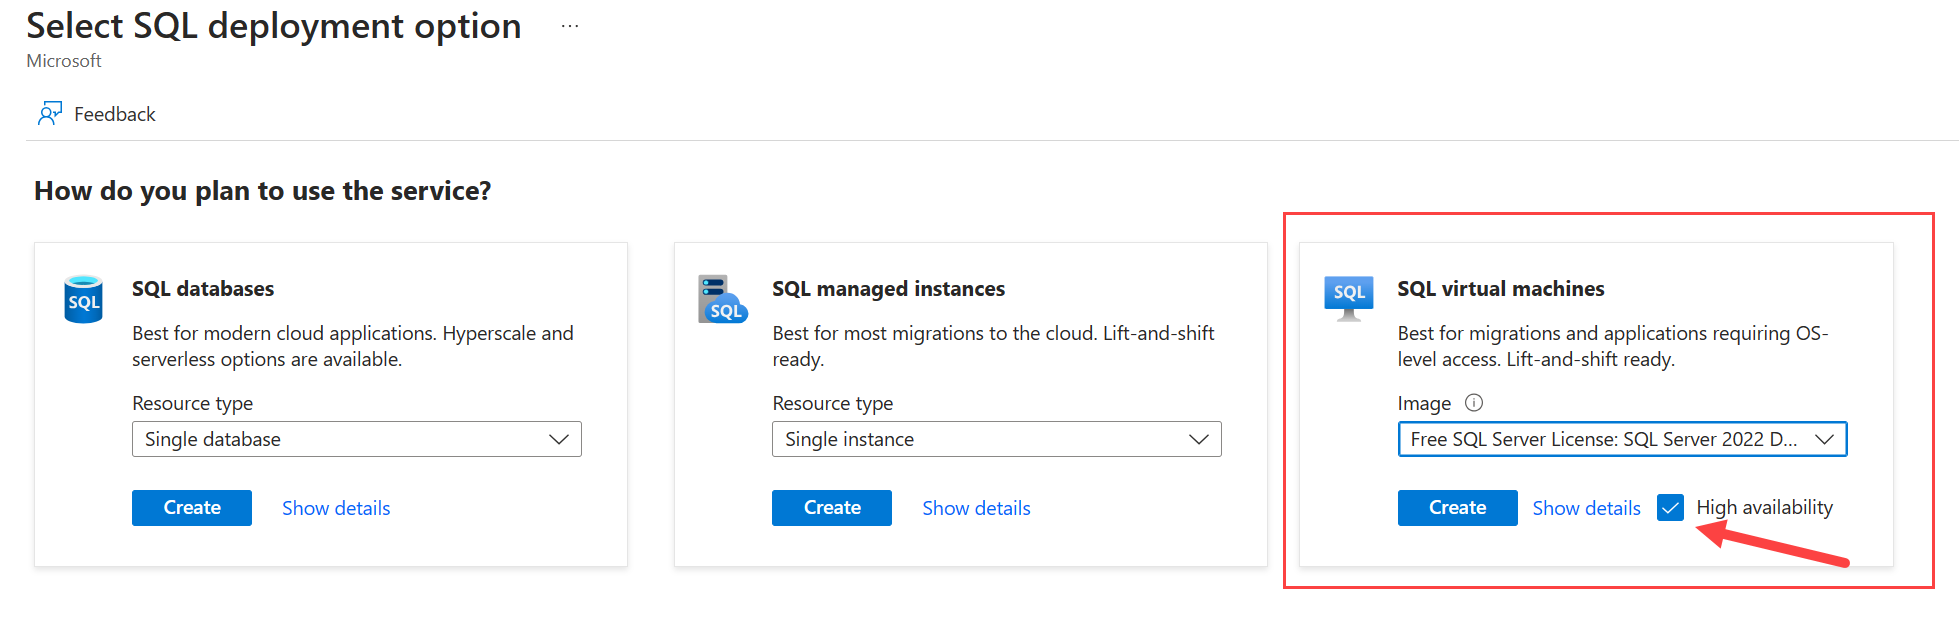 Select SQL deployment option ...
Microsoft
Feedback
How do you plan to use the service?
SQL
SQL databases
Best for modern cloud applications. Hyperscale and
serverless options are available.
Resource type
Single database
Create Show details
SQL
SQL managed instances
Best for most migrations to the cloud. Lift-and-shift
ready.
Resource type
Single instance
Create Show details
SQL
SQL virtual machines
Best for migrations and applications requiring OS-
level access. Lift-and-shift ready.
Image
Free SQL Server License: SQL Server 2022 D...
Create Show details High availability